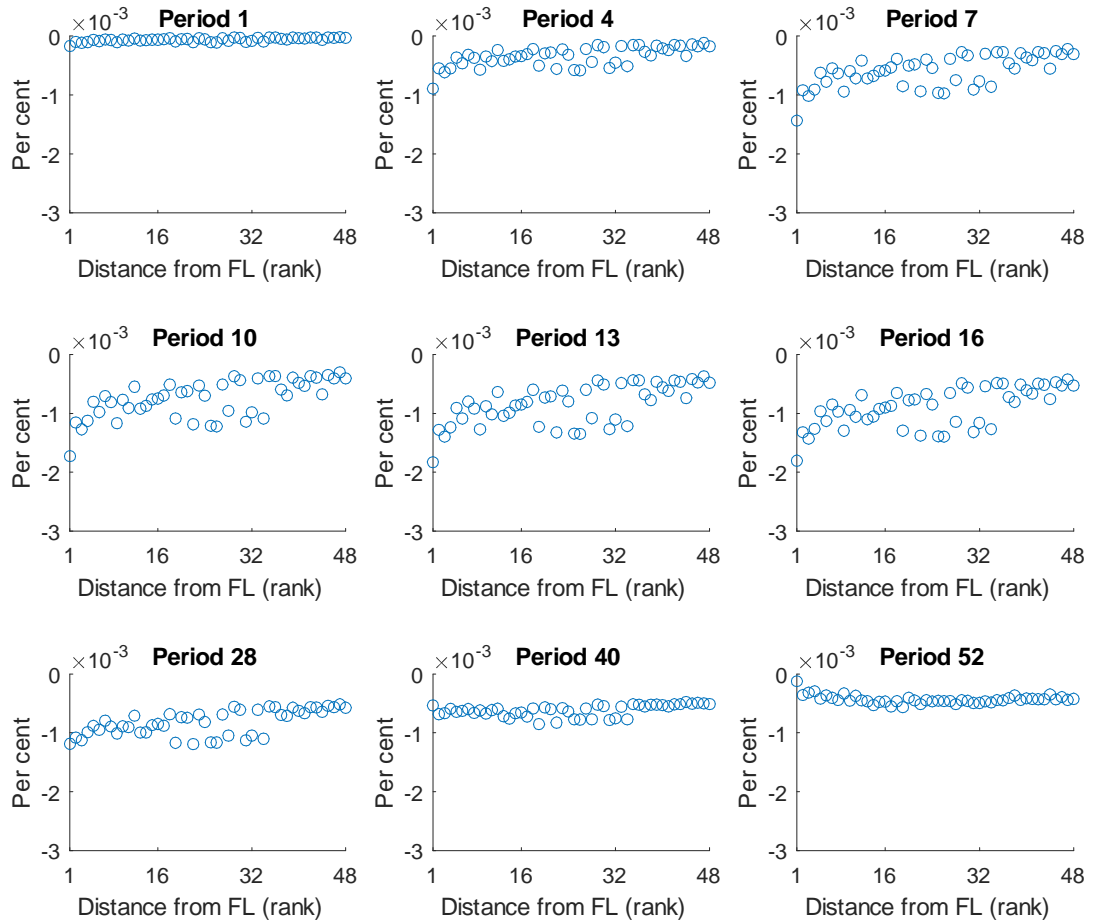 ×10-3 Period 1
0
-1
-2
-3
Per cent
1 16 32 48
Distance from FL (rank)
×10-3 Period 4
0
-1
-2
-3
Per cent
1 16 32 48
Distance from FL (rank)
×10-3 Period 7
0
-1
-2
-3
Per cent
1 16 32 48
Distance from FL (rank)
×10-3 Period 10
0
-1
-2
-3
Per cent
1 16 32 48
Distance from FL (rank)
×10-3 Period 13
0
-1
-2
-3
Per cent
1 16 32 48
Distance from FL (rank)
×10-3 Period 16
0
-1
-2
-3
Per cent
1 16 32 48
Distance from FL (rank)
×10-3 Period 28
0
-1
-2
-3
Per cent
1 16 32 48
Distance from FL (rank)
×10-3 Period 40
0
-1
-2
-3
Per cent
1 16 32 48
Distance from FL (rank)
×10-3 Period 52
0
-1
-2
-3
Per cent
1 16 32 48
Distance from FL (rank)